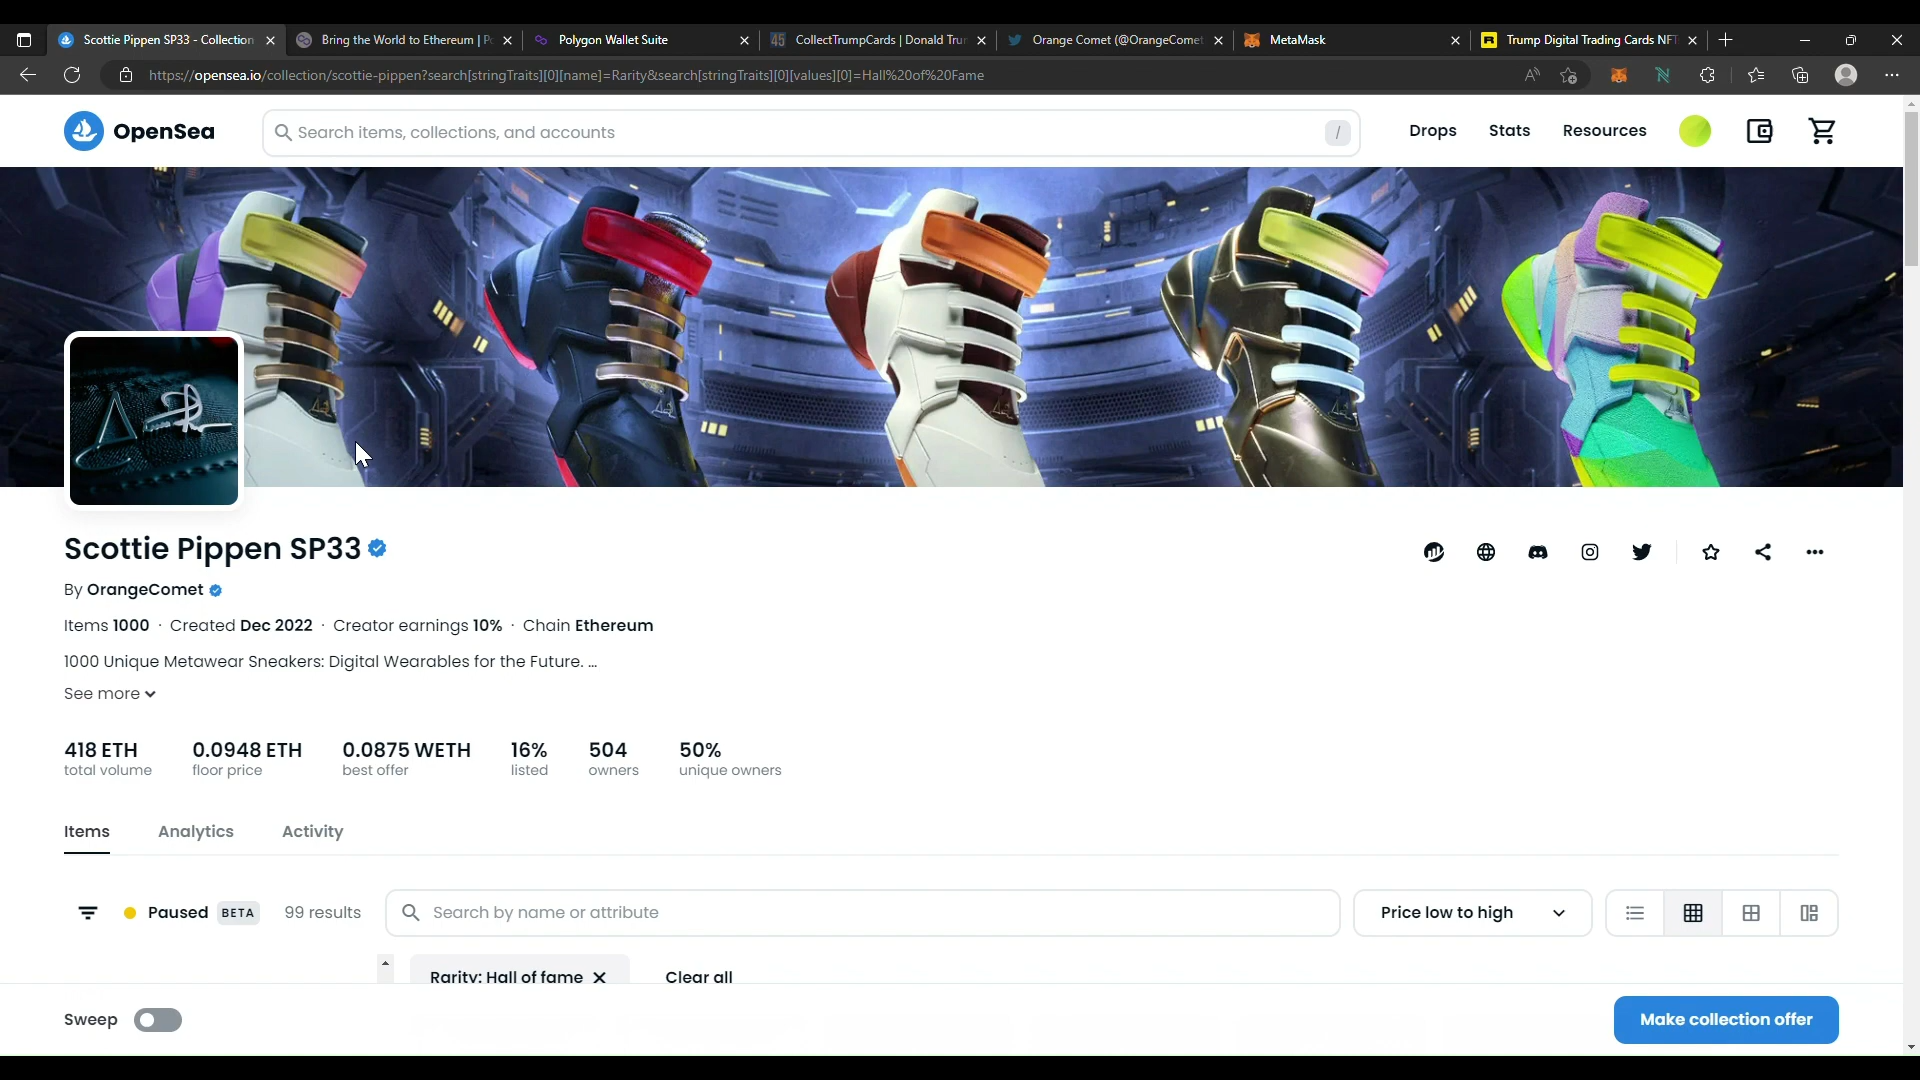 Scottie Pippen SP33 - Collection
Bring the World to Ethereum | P
Polygon Wallet Suite
CollectTrumpCards | Donald Tru
Orange Comet (@OrangeComet
MetaMask
Trump Digital Trading Cards NFT
https://opensea.io/collection/scottie-pippen?search[stringTraits][0][name]=Rarity&search[stringTraits][0][values][0]=Hall%20of%20Fame
OpenSea
Search items, collections, and accounts
/
Drops
Stats
Resources
Scottie Pippen SP33
By OrangeComet
Items 1000 · Created Dec 2022 · Creator earnings 10% · Chain Ethereum
1000 Unique Metawear Sneakers: Digital Wearables for the Future. ...
See more
418 ETH 0.0948 ETH 0.0875 WETH 16% 504 50%
total volume floor price best offer listed owners unique owners
Items Analytics Activity
Paused BETA 99 results Search by name or attribute Price low to high
Rarity: Hall of fame Clear all
Sweep
Make collection offer